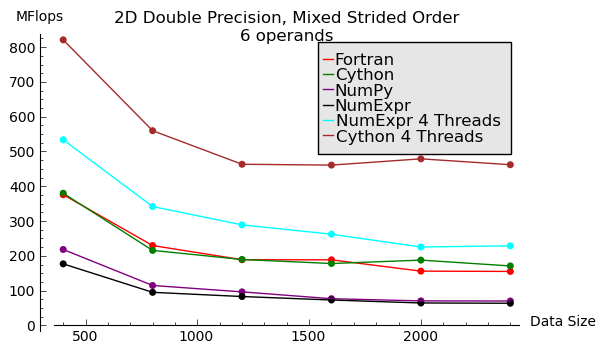 MFlops
2D Double Precision, Mixed Strided Order
6 operands
Fortran
Cython
NumPy
NumExpr
NumExpr 4 Threads
Cython 4 Threads
800
700
600
500
400
300
200
100
0
500
1000
1500
2000
Data Size